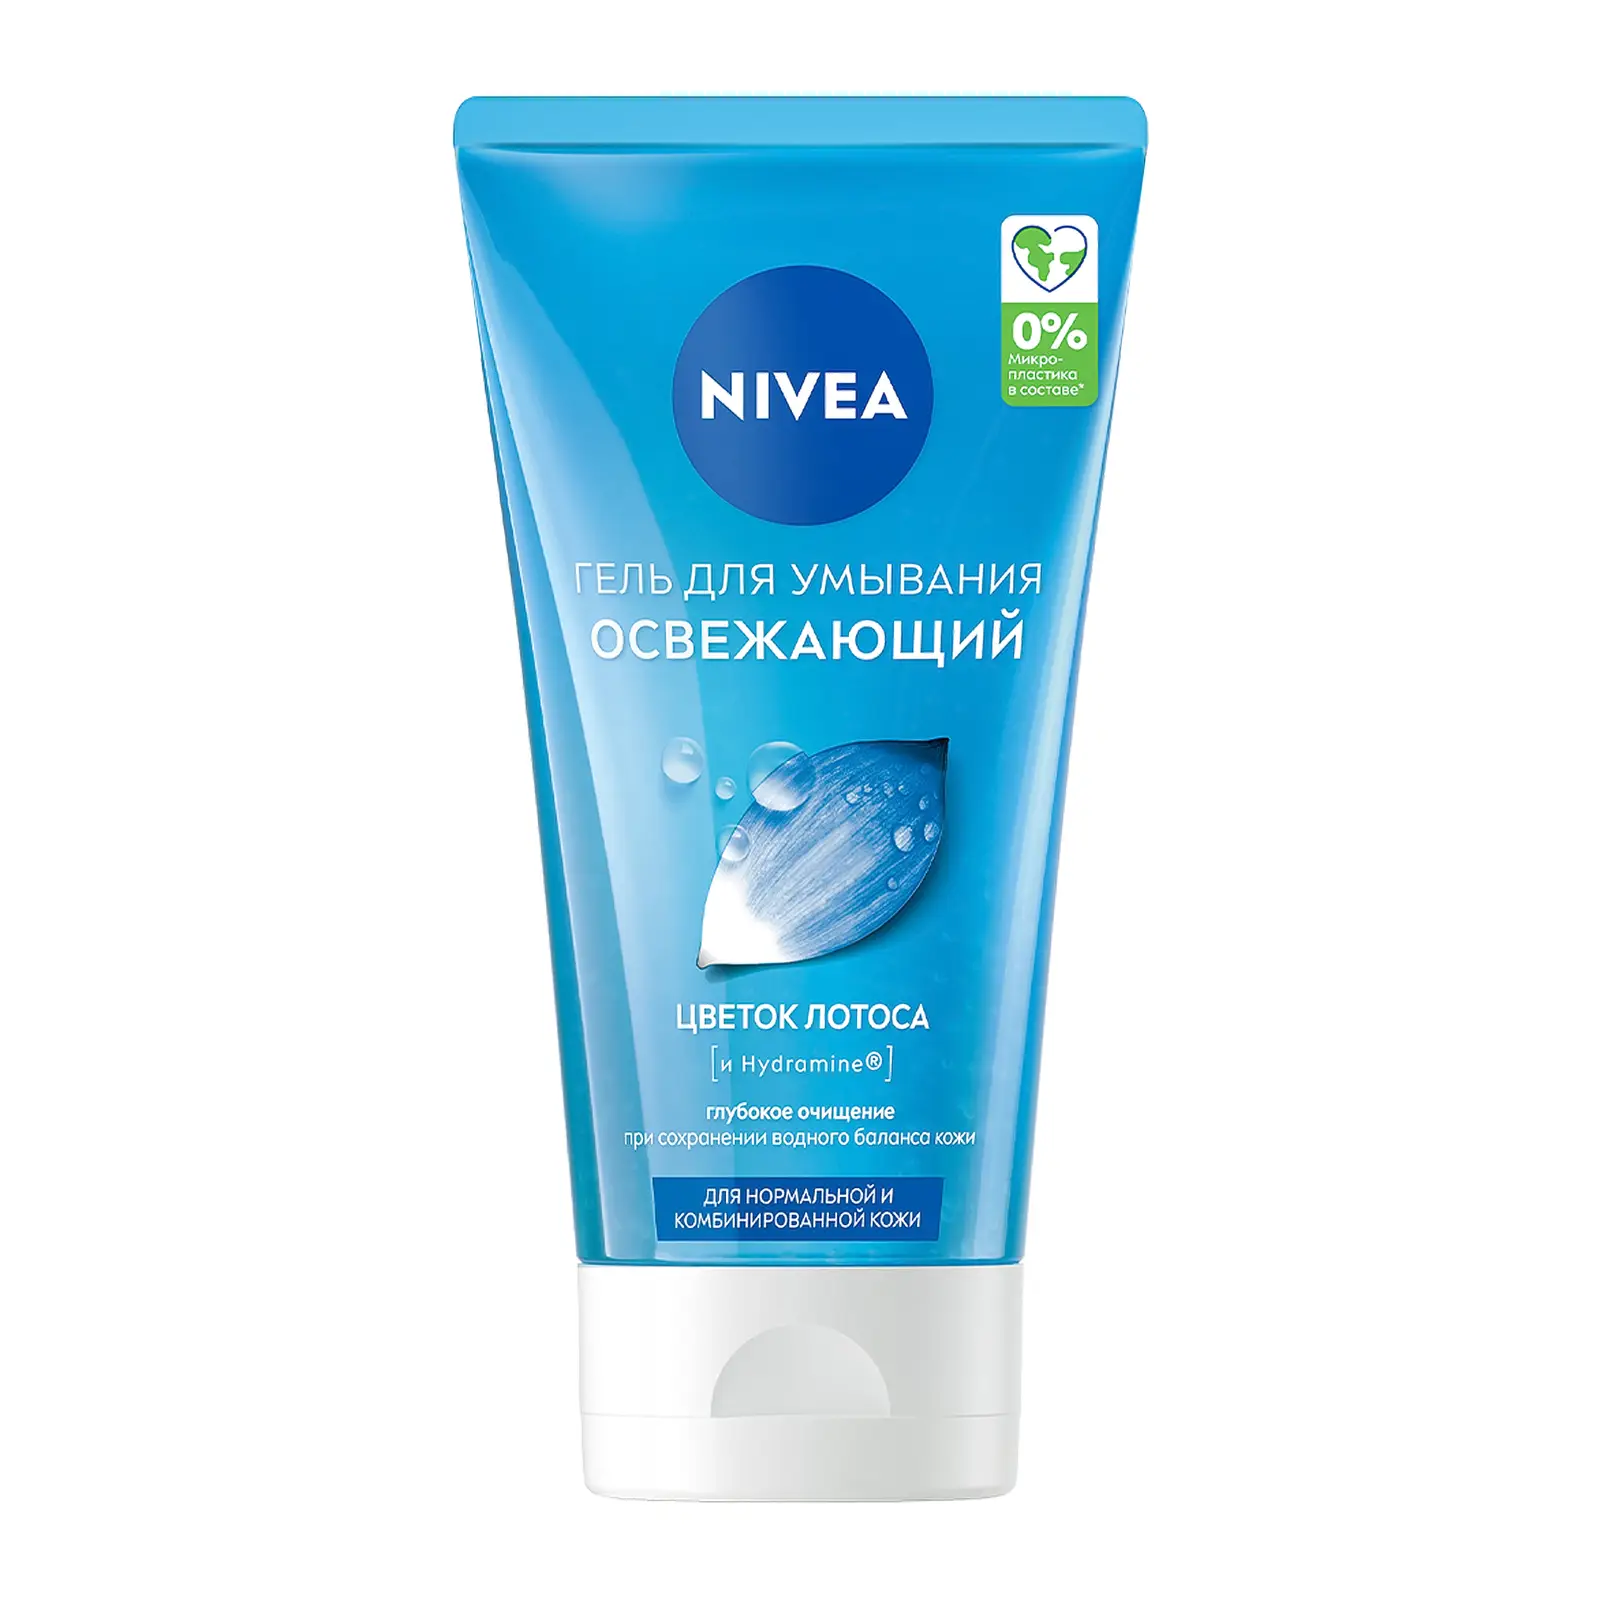 NIVEA
0%
Микро-
пластика
в составе*
ГЕЛЬ ДЛЯ УМЫВАНИЯ
ОСВЕЖАЮЩИЙ
ЦВЕТОК ЛОТОСА
[и Hydramine®]
глубокое очищение
при сохранении водного баланса кожи
ДЛЯ НОРМАЛЬНОЙ И
КОМБИНИРОВАННОЙ КОЖИ